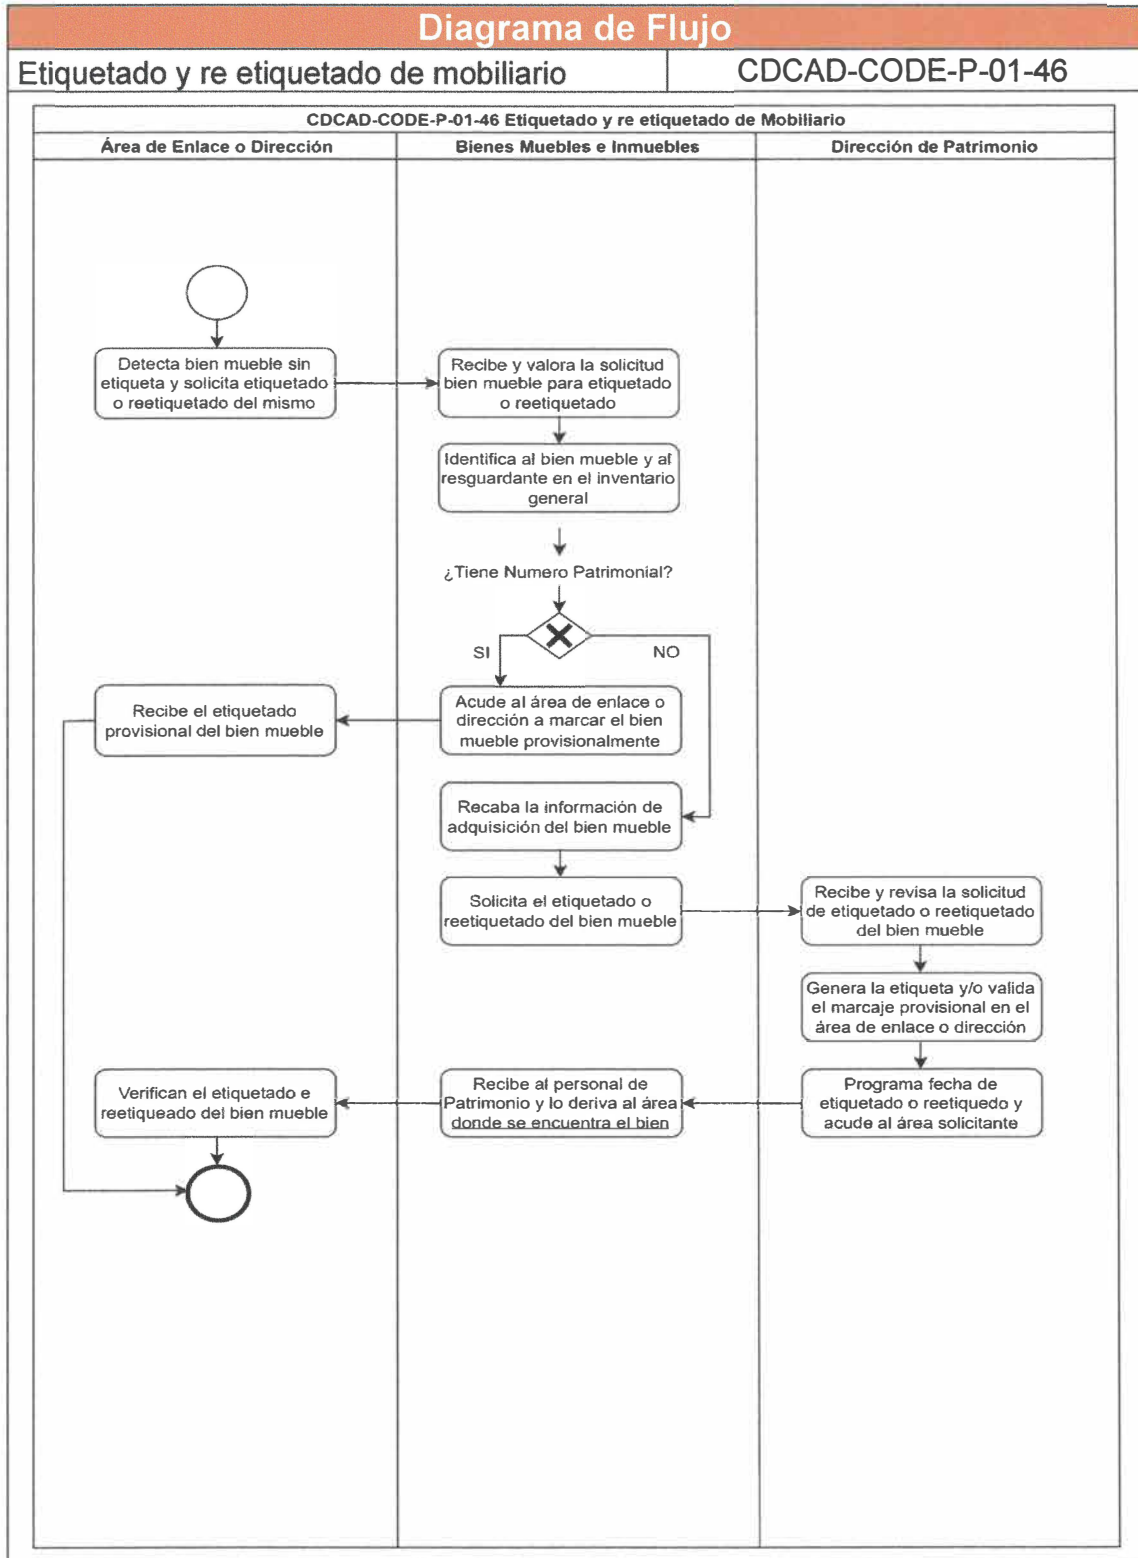 Diagrama de Flujo
Etiquetado y re etiquetado de mobiliario
CDCAD-CODE-P-01-46
CDCAD-CODE-P-01-46 Etiquetado y re etiquetado de Mobiliario
Área de Enlace o Dirección
Bienes Muebles e Inmuebles
Dirección de Patrimonio
Detecta bien mueble sin
etiqueta y solicita etiquetado
o reetiquetado del mismo
Recibe y valora la solicitud
bien mueble para etiquetado
o reetiquetado
Identifica al bien mueble y al
resguardante en el inventario
general
¿Tiene Numero Patrimonial?
SI
NO
Acude al área de enlace o
dirección a marcar el bien
mueble provisionalmente
Recibe el etiquetado
provisional del bien mueble
Recaba la información de
adquisición del bien mueble
Solicita el etiquetado o
reetiquetado del bien mueble
Recibe y revisa la solicitud
de etiquetado o reetiquetado
del bien mueble
Genera la etiqueta y/o valida
el marcaje provisional en el
área de enlace o dirección
Programa fecha de
etiquetado o reetiquedo y
acude al área solicitante
Recibe al personal de
Patrimonio y lo deriva al área
donde se encuentra el bien
Verifican el etiquetado e
reetiqueado del bien mueble